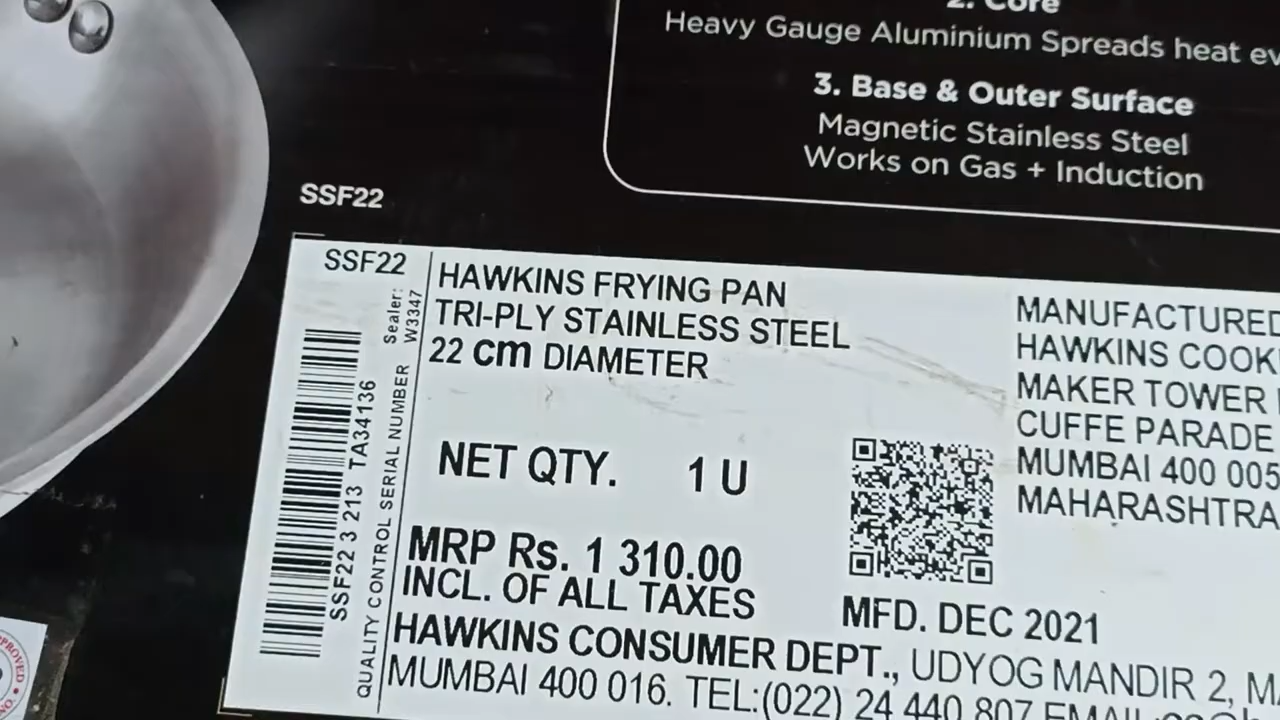 2. Core
Heavy Gauge Aluminium Spreads heat
3. Base & Outer Surface
Magnetic Stainless Steel
Works on Gas + Induction
SSF22
SSF22
Sealer:
W3347
SSF22 3 213 TA34136
QUALITY CONTROL SERIAL NUMBER
HAWKINS FRYING PAN
TRI-PLY STAINLESS STEEL
22 cm DIAMETER
NET QTY. 1 U
MRP Rs. 1 310.00
INCL. OF ALL TAXES
MANUFACTURED
HAWKINS
MAKER TOWER
CUFFE PARADE
MUMBAI 400 005
MAHARASHTRA
MFD. DEC 2021
HAWKINS CONSUMER DEPT., UDYOG MANDIR 2,
MUMBAI 400 016. TEL:(022) 24 440 807